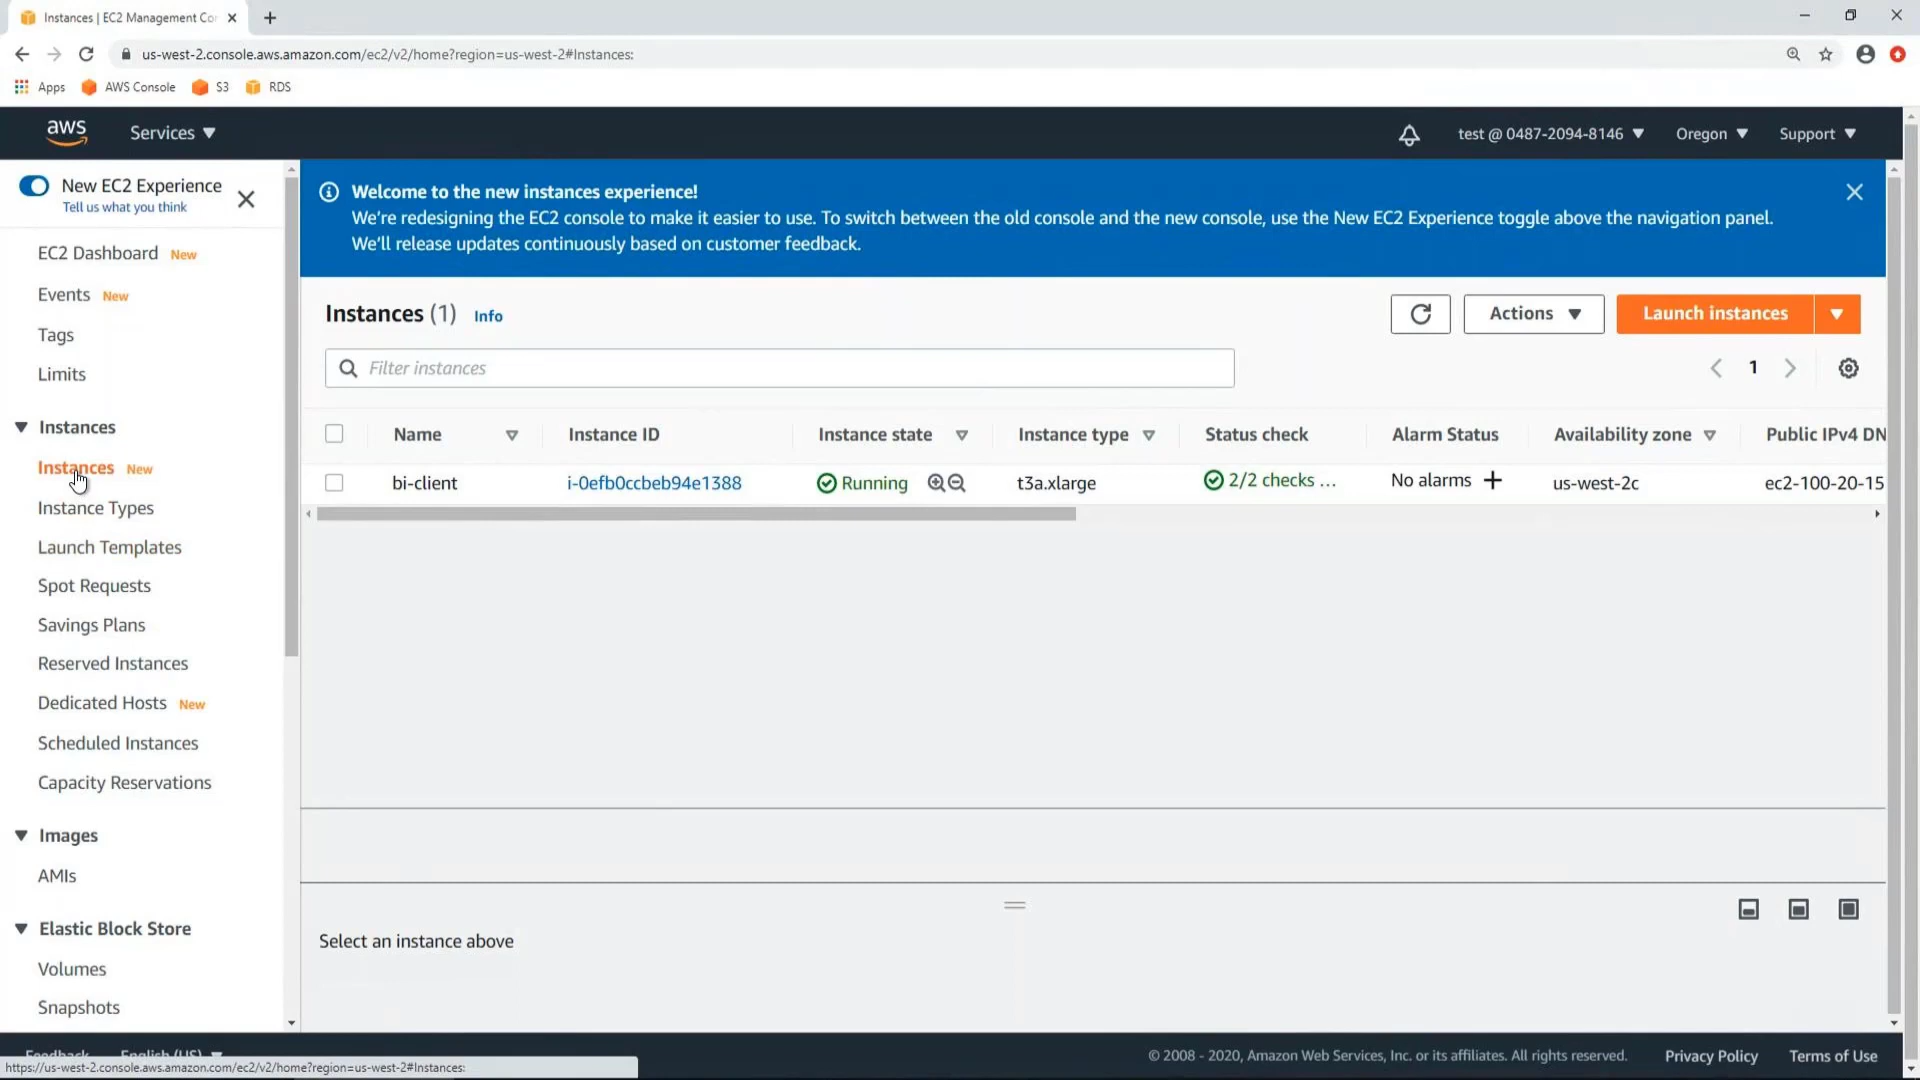 Instances | EC2 Management Co
us-west-2.console.aws.amazon.com/ec2/v2/home?region=us-west-2#Instances:
Apps AWS Console S3 RDS
aws Services test @ 0487-2094-8146 Oregon Support
New EC2 Experience
Tell us what you think
EC2 Dashboard New
Events New
Tags
Limits
Instances
Instances New
Instance Types
Launch Templates
Spot Requests
Savings Plans
Reserved Instances
Dedicated Hosts New
Scheduled Instances
Capacity Reservations
Images
AMIs
Elastic Block Store
Volumes
Snapshots
Welcome to the new instances experience!
We're redesigning the EC2 console to make it easier to use. To switch between the old console and the new console, use the New EC2 Experience toggle above the navigation panel.
We'll release updates continuously based on customer feedback.
Instances (1) Info
Actions
Launch instances
Filter instances
1
Name Instance ID Instance state Instance type Status check Alarm Status Availability zone Public IPv4 DN
bi-client i-0efb0ccbeb94e1388 Running t3a.xlarge 2/2 checks ... No alarms + us-west-2c ec2-100-20-15
Select an instance above
Feedback English (US)
© 2008 - 2020, Amazon Web Services, Inc. or its affiliates. All rights reserved. Privacy Policy Terms of Use
https://us-west-2.console.aws.amazon.com/ec2/v2/home?region=us-west-2#Instances: